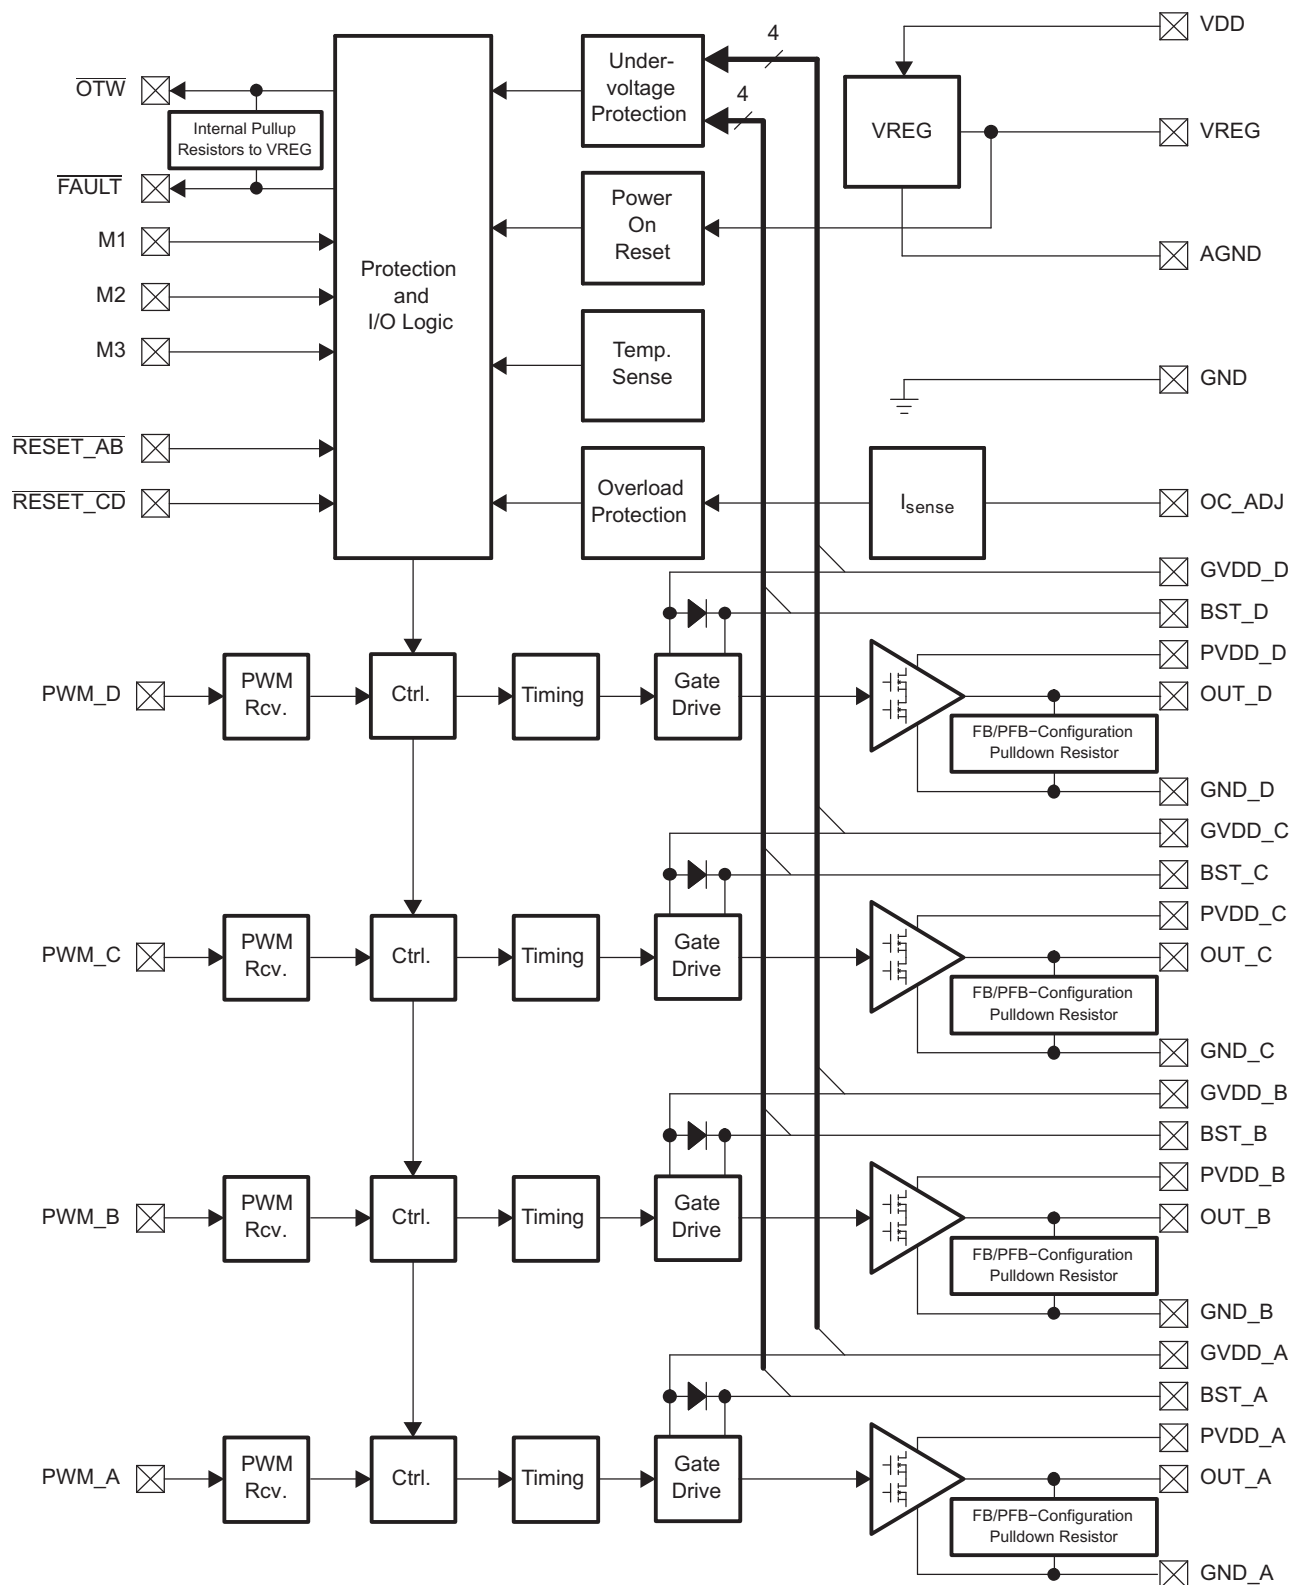 4
VDD
Under-
voltage
Protection
4
OTW
Internal Pullup
Resistors to VREG
VREG
VREG
FAULT
Power
On
Reset
M1
AGND
Protection
and
I/O Logic
M2
M3
Temp.
Sense
GND
RESET_AB
RESET_CD
Overload
Protection
Isense
OC_ADJ
GVDD_D
BST_D
PVDD_D
PWM_D
PWM
Rcv.
Ctrl.
Timing
Gate
Drive
OUT_D
FB/PFB−Configuration
Pulldown Resistor
GND_D
GVDD_C
BST_C
PVDD_C
PWM_C
PWM
Rcv.
Ctrl.
Timing
Gate
Drive
OUT_C
FB/PFB−Configuration
Pulldown Resistor
GND_C
GVDD_B
BST_B
PVDD_B
PWM_B
PWM
Rcv.
Ctrl.
Timing
Gate
Drive
OUT_B
FB/PFB−Configuration
Pulldown Resistor
GND_B
GVDD_A
BST_A
PVDD_A
PWM_A
PWM
Rcv.
Ctrl.
Timing
Gate
Drive
OUT_A
FB/PFB−Configuration
Pulldown Resistor
GND_A